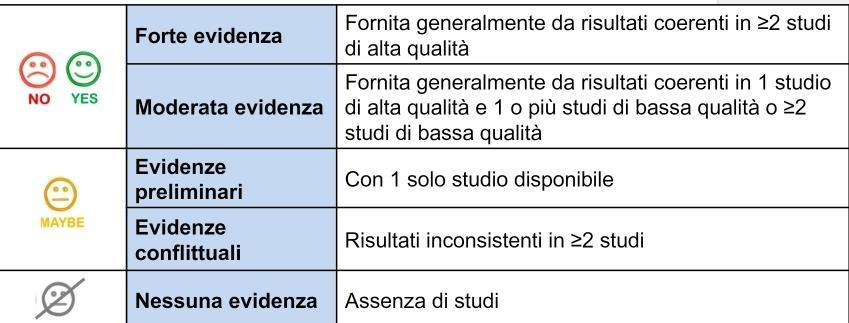 Forte evidenza
Fornita generalmente da risultati coerenti in ≥2 studi
di alta qualità
NO YES
Moderata evidenza
Fornita generalmente da risultati coerenti in 1 studio
di alta qualità e 1 o più studi di bassa qualità o ≥2
studi di bassa qualità
MAYBE
Evidenze
preliminari
Con 1 solo studio disponibile
Evidenze
conflittuali
Risultati inconsistenti in ≥2 studi
Nessuna evidenza
Assenza di studi